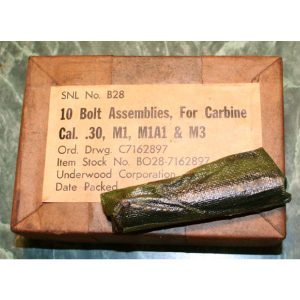 SNL No. B28
10 Bolt Assemblies, For Carbine
Cal. .30, M1, M1A1 & M3
Ord. Drwg. C7162897
Item Stock No. BO28-7162897
Underwood Corporation
Date Packed